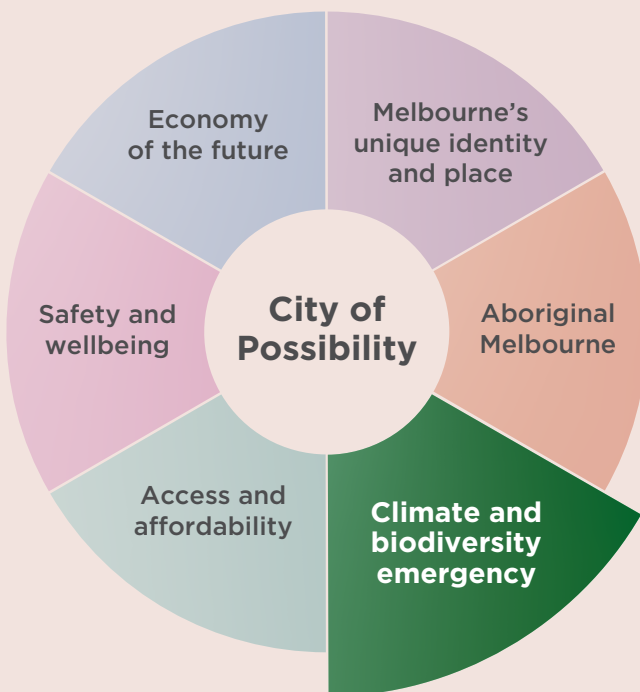 Economy
of the future
Melbourne’s
unique identity
and place
Safety and
wellbeing
City of
Possibility
Aboriginal
Melbourne
Access and
affordability
Climate and
biodiversity
emergency